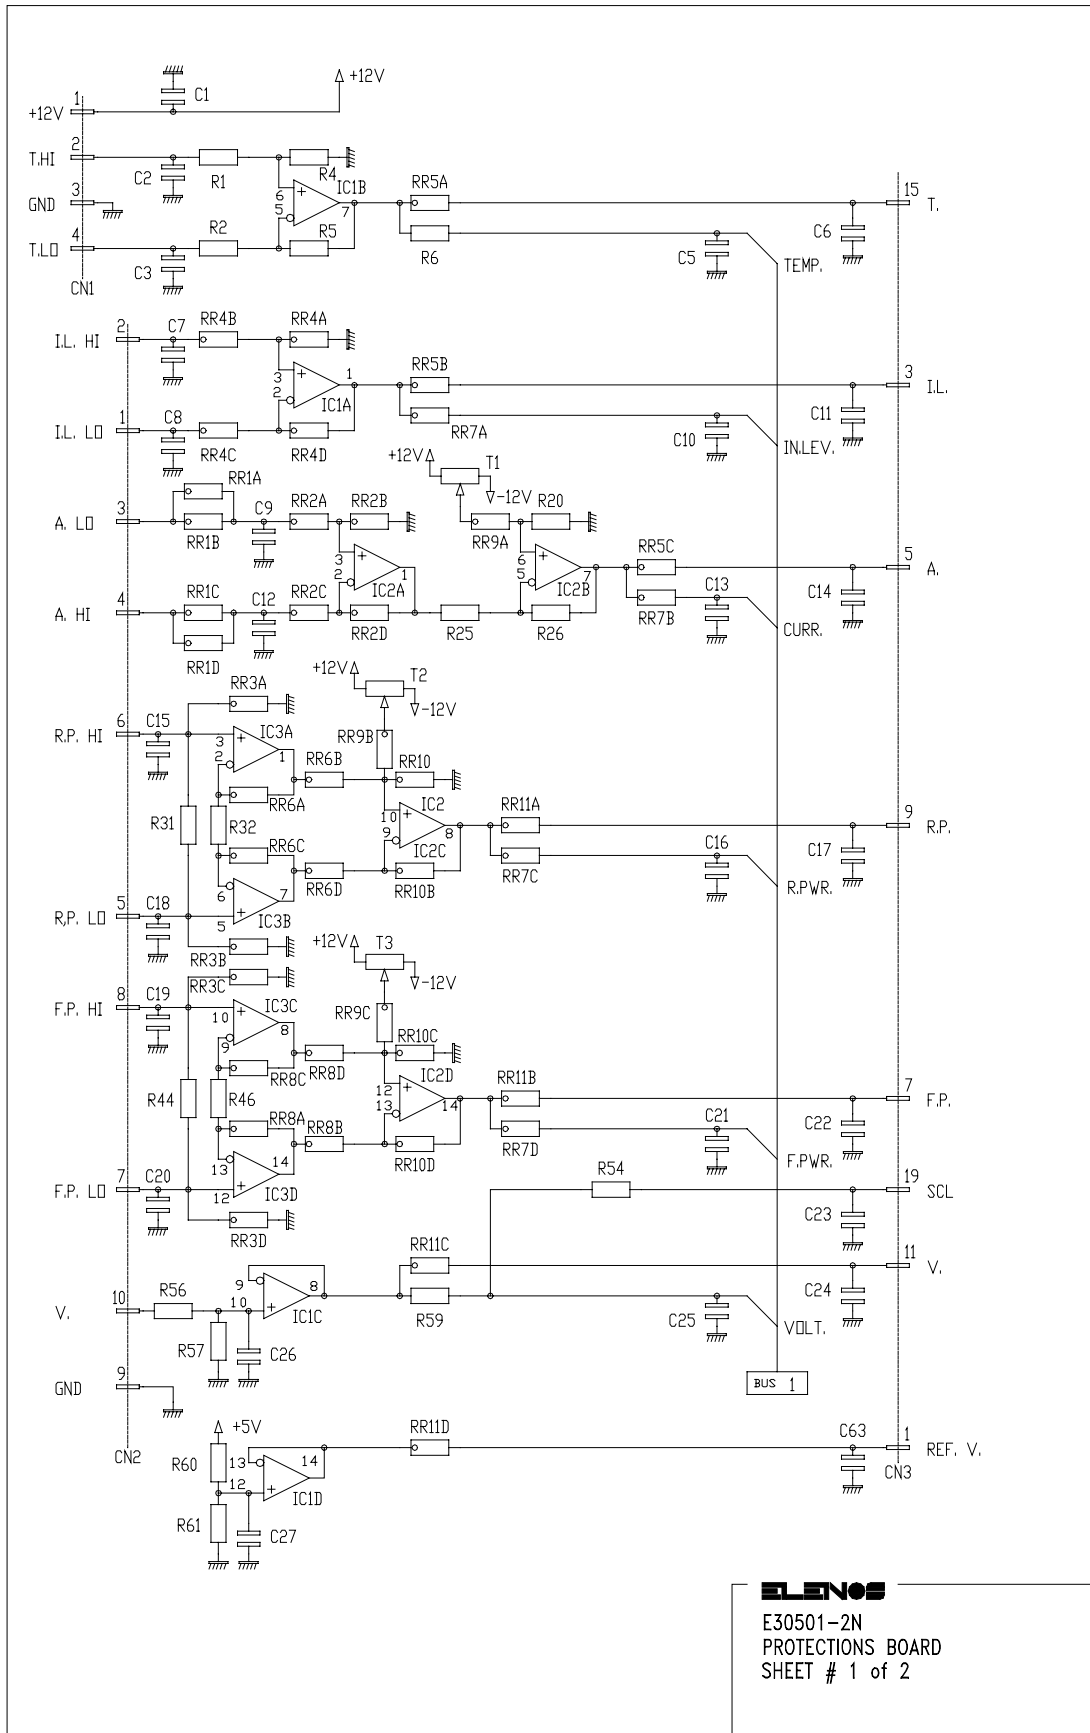 C1
+12V
1
+12V
2
T.HI
C2
R1
R4
3
GND
6
5
+
IC1B
7
RR5A
15
T.
4
T.LO
C3
R2
R5
R6
C5
C6
TEMP.
CN1
2
I.L. HI
C7
RR4B
RR4A
3
2
+
1
IC1A
RR5B
3
I.L.
1
I.L. LO
C8
RR4C
RR4D
RR7A
C10
C11
IN.LEV.
+12V
T1
-12V
RR1A
3
A. LO
RR1B
C9
RR2A
RR2B
RR9A
R20
3
2
+
1
IC2A
6
5
+
7
IC2B
RR5C
5
A.
4
A. HI
RR1C
C12
RR2C
RR2D
R25
R26
RR7B
C13
C14
CURR.
RR1D
+12V
T2
-12V
RR3A
6
R.P. HI
C15
3
2
+
1
IC3A
RR9B
RR6B
RR10
RR6A
R31
R32
10
9
+
IC2
8
IC2C
RR11A
9
R.P.
RR6C
RR6D
RR10B
RR7C
C16
C17
R.PWR.
6
5
+
7
IC3B
5
R,P. LO
C18
RR3B
RR3C
+12V
T3
-12V
8
F.P. HI
C19
10
9
+
8
IC3C
RR9C
RR10C
RR8C
RR8D
R44
R46
12
13
+
IC2D
14
RR11B
7
F.P.
RR8A
RR8B
RR10D
RR7D
C21
C22
F.PWR.
13
12
+
14
IC3D
7
F.P. LO
C20
RR3D
R54
19
SCL
C23
RR11C
11
V.
C24
9
10
+
8
IC1C
10
V.
R56
R57
C26
R59
C25
VOLT.
9
GND
BUS 1
CN2
+5V
R60
13
12
+
14
IC1D
RR11D
C63
1
REF. V.
CN3
R61
C27
ELENOS
E30501-2N
PROTECTIONS BOARD
SHEET # 1 of 2